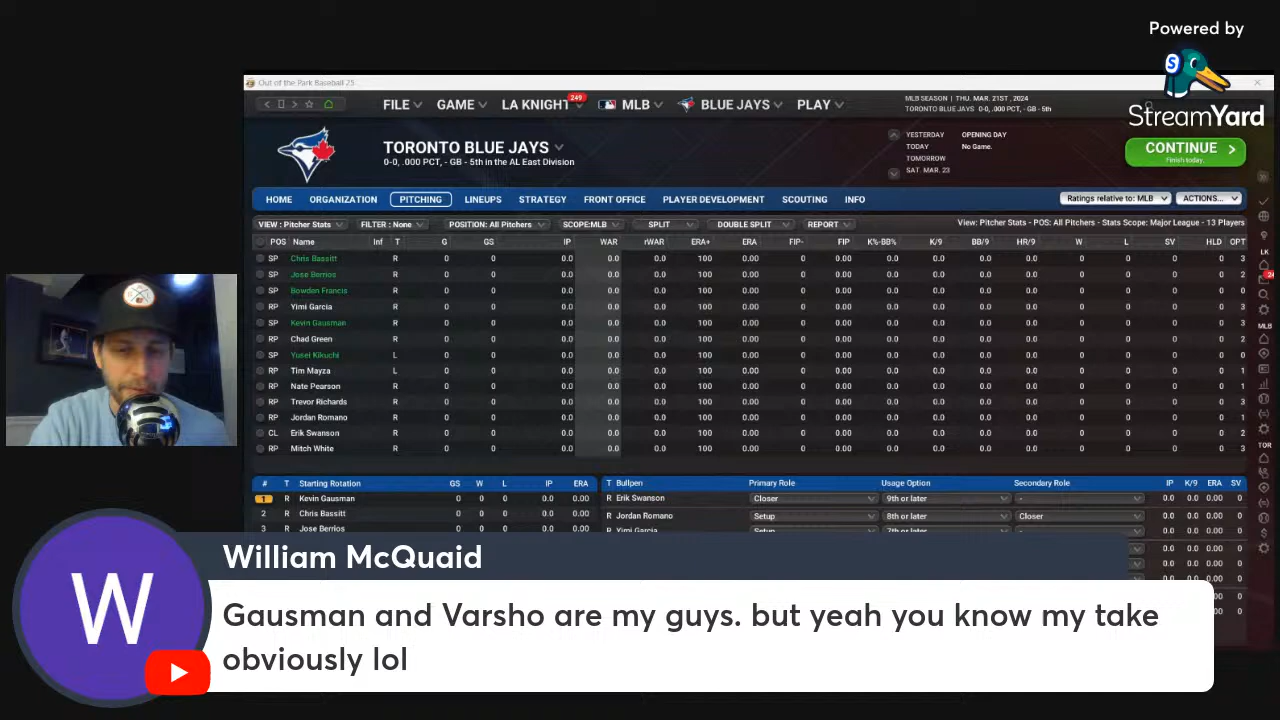 Streamed by
StreamYard
Out of the Park Baseball 25
FILE GAME LA KNIGHT 249 MLB BLUE JAYS PLAY
MLB SEASON | THU. MAR. 21ST , 2024
TORONTO BLUE JAYS 0-0, .000 PCT, - GB - 5th
TORONTO BLUE JAYS
0-0, .000 PCT, - GB - 5th in the AL East Division
YESTERDAY OPENING DAY
TODAY No Game.
TOMORROW
SAT. MAR. 23
CONTINUE
Finish today.
HOME ORGANIZATION PITCHING LINEUPS STRATEGY FRONT OFFICE PLAYER DEVELOPMENT SCOUTING INFO Ratings relative to: MLB ACTIONS...
VIEW : Pitcher Stats FILTER : None POSITION: All Pitchers SCOPE:MLB SPLIT DOUBLE SPLIT REPORT View: Pitcher Stats - POS: All Pitchers - Stats Scope: Major League - 13 Players
POS Name Inf T G GS IP WAR rWAR ERA+ ERA FIP- FIP K%-BB% K/9 BB/9 HR/9 W L SV HLD OPT
SP Chris Bassitt R 0 0 0.0 0.0 0.0 100 0.00 0 0.00 0.0 0.0 0.0 0.0 0 0 0 0 3
SP Jose Berrios R 0 0 0.0 0.0 0.0 100 0.00 0 0.00 0.0 0.0 0.0 0.0 0 0 0 0 2
SP Bowden Francis R 0 0 0.0 0.0 0.0 100 0.00 0 0.00 0.0 0.0 0.0 0.0 0 0 0 0 0
RP Yimi Garcia R 0 0 0.0 0.0 0.0 100 0.00 0 0.00 0.0 0.0 0.0 0.0 0 0 0 0 3
SP Kevin Gausman R 0 0 0.0 0.0 0.0 100 0.00 0 0.00 0.0 0.0 0.0 0.0 0 0 0 0 3
RP Chad Green R 0 0 0.0 0.0 0.0 100 0.00 0 0.00 0.0 0.0 0.0 0.0 0 0 0 0 2
SP Yusei Kikuchi L 0 0 0.0 0.0 0.0 100 0.00 0 0.00 0.0 0.0 0.0 0.0 0 0 0 0 0
RP Tim Mayza L 0 0 0.0 0.0 0.0 100 0.00 0 0.00 0.0 0.0 0.0 0.0 0 0 0 0 1
RP Nate Pearson R 0 0 0.0 0.0 0.0 100 0.00 0 0.00 0.0 0.0 0.0 0.0 0 0 0 0 1
RP Trevor Richards R 0 0 0.0 0.0 0.0 100 0.00 0 0.00 0.0 0.0 0.0 0.0 0 0 0 0 3
RP Jordan Romano R 0 0 0.0 0.0 0.0 100 0.00 0 0.00 0.0 0.0 0.0 0.0 0 0 0 0 1
CL Erik Swanson R 0 0 0.0 0.0 0.0 100 0.00 0 0.00 0.0 0.0 0.0 0.0 0 0 0 0 2
RP Mitch White R 0 0 0.0 0.0 0.0 100 0.00 0 0.00 0.0 0.0 0.0 0.0 0 0 0 0 3
# T Starting Rotation GS W L IP ERA T Bullpen Primary Role Usage Option Secondary Role IP K/9 ERA SV
1 R Kevin Gausman 0 0 0 0.0 0.00 R Erik Swanson Closer 9th or later - 0.0 0.0 0.00 0
2 R Chris Bassitt 0 0 0 0.0 0.00 R Jordan Romano Setup 8th or later Closer 0.0 0.0 0.00 0
3 R Jose Berrios 0 0 0 0.0 0.00 R Yimi Garcia Setup 7th or later - 0.0 0.0 0.00 0
LK
MLB
TOR
W
William McQuaid
Gausman and Varsho are my guys. but yeah you know my take
obviously lol